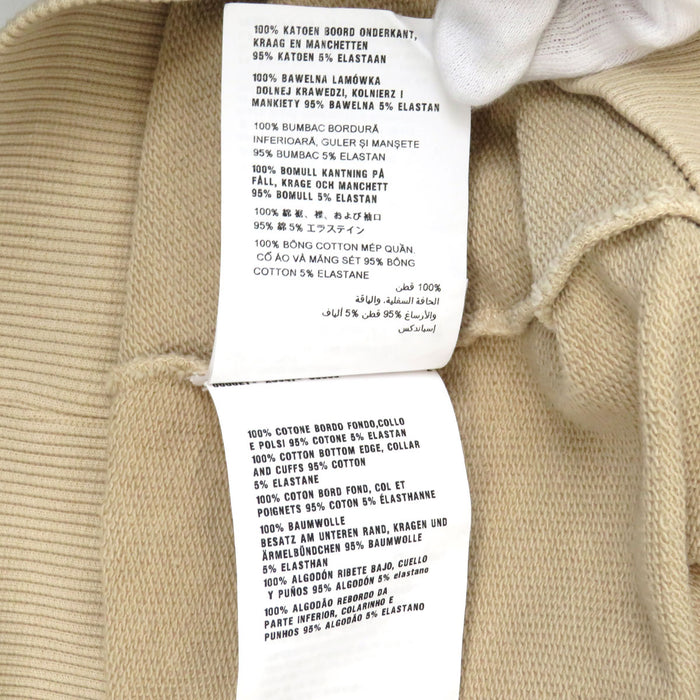 100% KATOEN BOORD ONDERKANT,
KRAAG EN MANCHETTEN
95% KATOEN 5% ELASTAAN
100% BAWELNA LAMÓWKA
DOLNEJ KRAWEDZI, KOLNIERZ I
MANKIETY 95% BAWELNA 5% ELASTAN
100% BUMBAC BORDURĂ
INFERIOARĂ, GULER ŞI MANŞETE
95% BUMBAC 5% ELASTAN
100% BOMULL KANTNING PÅ
FÅLL, KRAGE OCH MANCHETT
95% BOMULL 5% ELASTAN
100% 綿 裾、襟、および袖口
95% 綿 5% エラステイン
100% BÔNG COTTON MÉP QUẦN.
CỔ ÁO VÀ MĂNG SÉT 95% BÔNG
COTTON 5% ELASTANE
100% قطن
الحافة السفلية. والياقة
والأرساغ 95% قطن 5% ألياف
إسباندكس
100% COTONE BORDO FONDO,COLLO
E POLSI 95% COTONE 5% ELASTAN
100% COTTON BOTTOM EDGE, COLLAR
AND CUFFS 95% COTTON
5% ELASTANE
100% COTON BORD FOND, COL ET
POIGNETS 95% COTON 5% ÉLASTHANNE
100% BAUMWOLLE
BESATZ AM UNTEREN RAND, KRAGEN UND
ÄRMELBÜNDCHEN 95% BAUMWOLLE
5% ELASTHAN
100% ALGODÓN RIBETE BAJO, CUELLO
Y PUÑOS 95% ALGODÓN 5% elastano
100% ALGODÃO REBORDO DA
PARTE INFERIOR, COLARINHO E
PUNHOS 95% ALGODÃO 5% ELASTANO